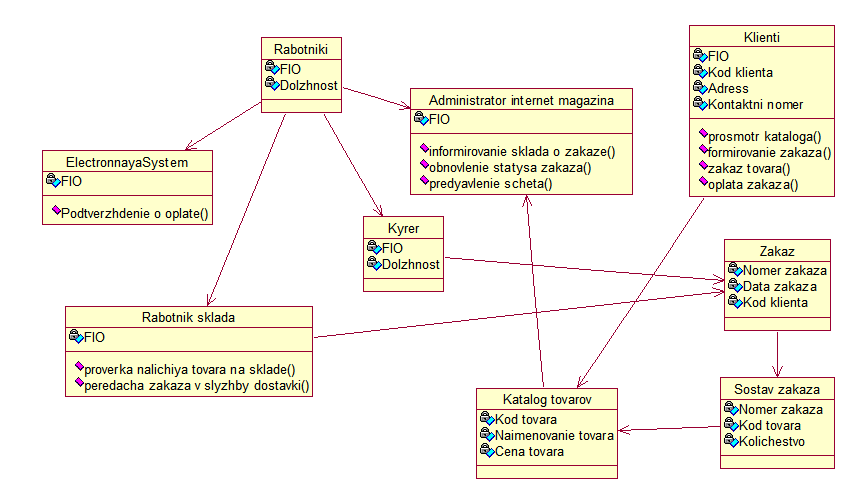 Rabotniki
FIO
Dolzhnost
Klienti
FIO
Kod klienta
Adress
Kontaktni nomer
prosmotr kataloga()
formirovanie zakaza()
zakaz tovara()
oplata zakaza()
Administrator internet magazina
FIO
informirovanie sklada o zakaze()
obnovlenie statysa zakaza()
predyavlenie scheta()
ElectronnayaSystem
FIO
Podtverzhdenie o oplate()
Kyrer
FIO
Dolzhnost
Zakaz
Nomer zakaza
Data zakaza
Kod klienta
Rabotnik sklada
FIO
proverka nalichiya tovara na sklade()
peredacha zakaza v slyzhby dostavki()
Katalog tovarov
Kod tovara
Naimenovanie tovara
Cena tovara
Sostav zakaza
Nomer zakaza
Kod tovara
Kolichestvo